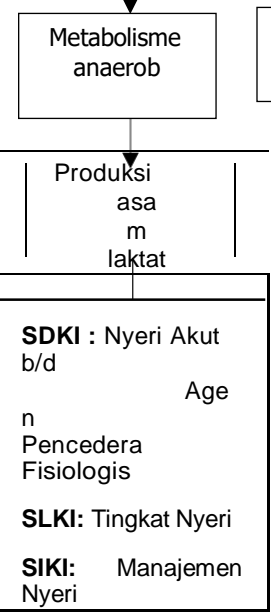 Metabolisme
anaerob
Produksi
asa
m
laktat
SDKI : Nyeri Akut
b/d
Age
n
Pencedera
Fisiologis
SLKI: Tingkat Nyeri
SIKI: Manajemen
Nyeri